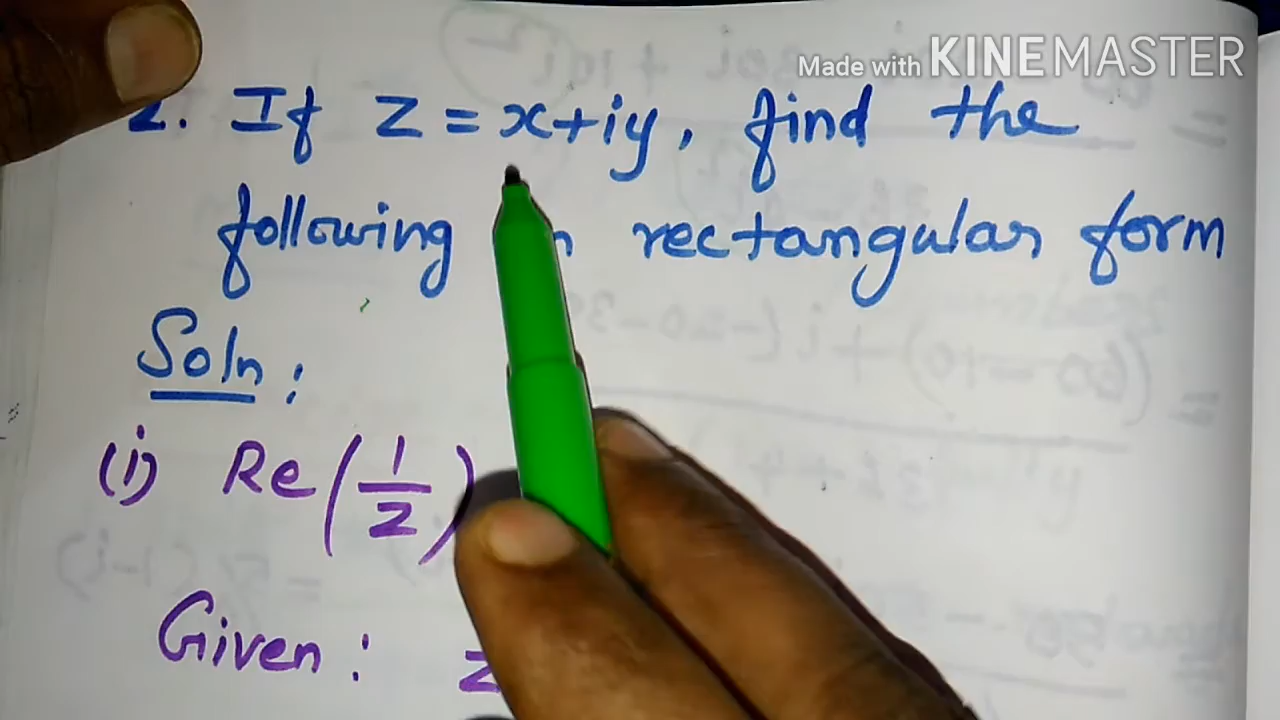 Made with KINEMASTER
2. If z = x+iy, find the
following rectangular form
Soln :
(i) Re(1/z)
Given : z